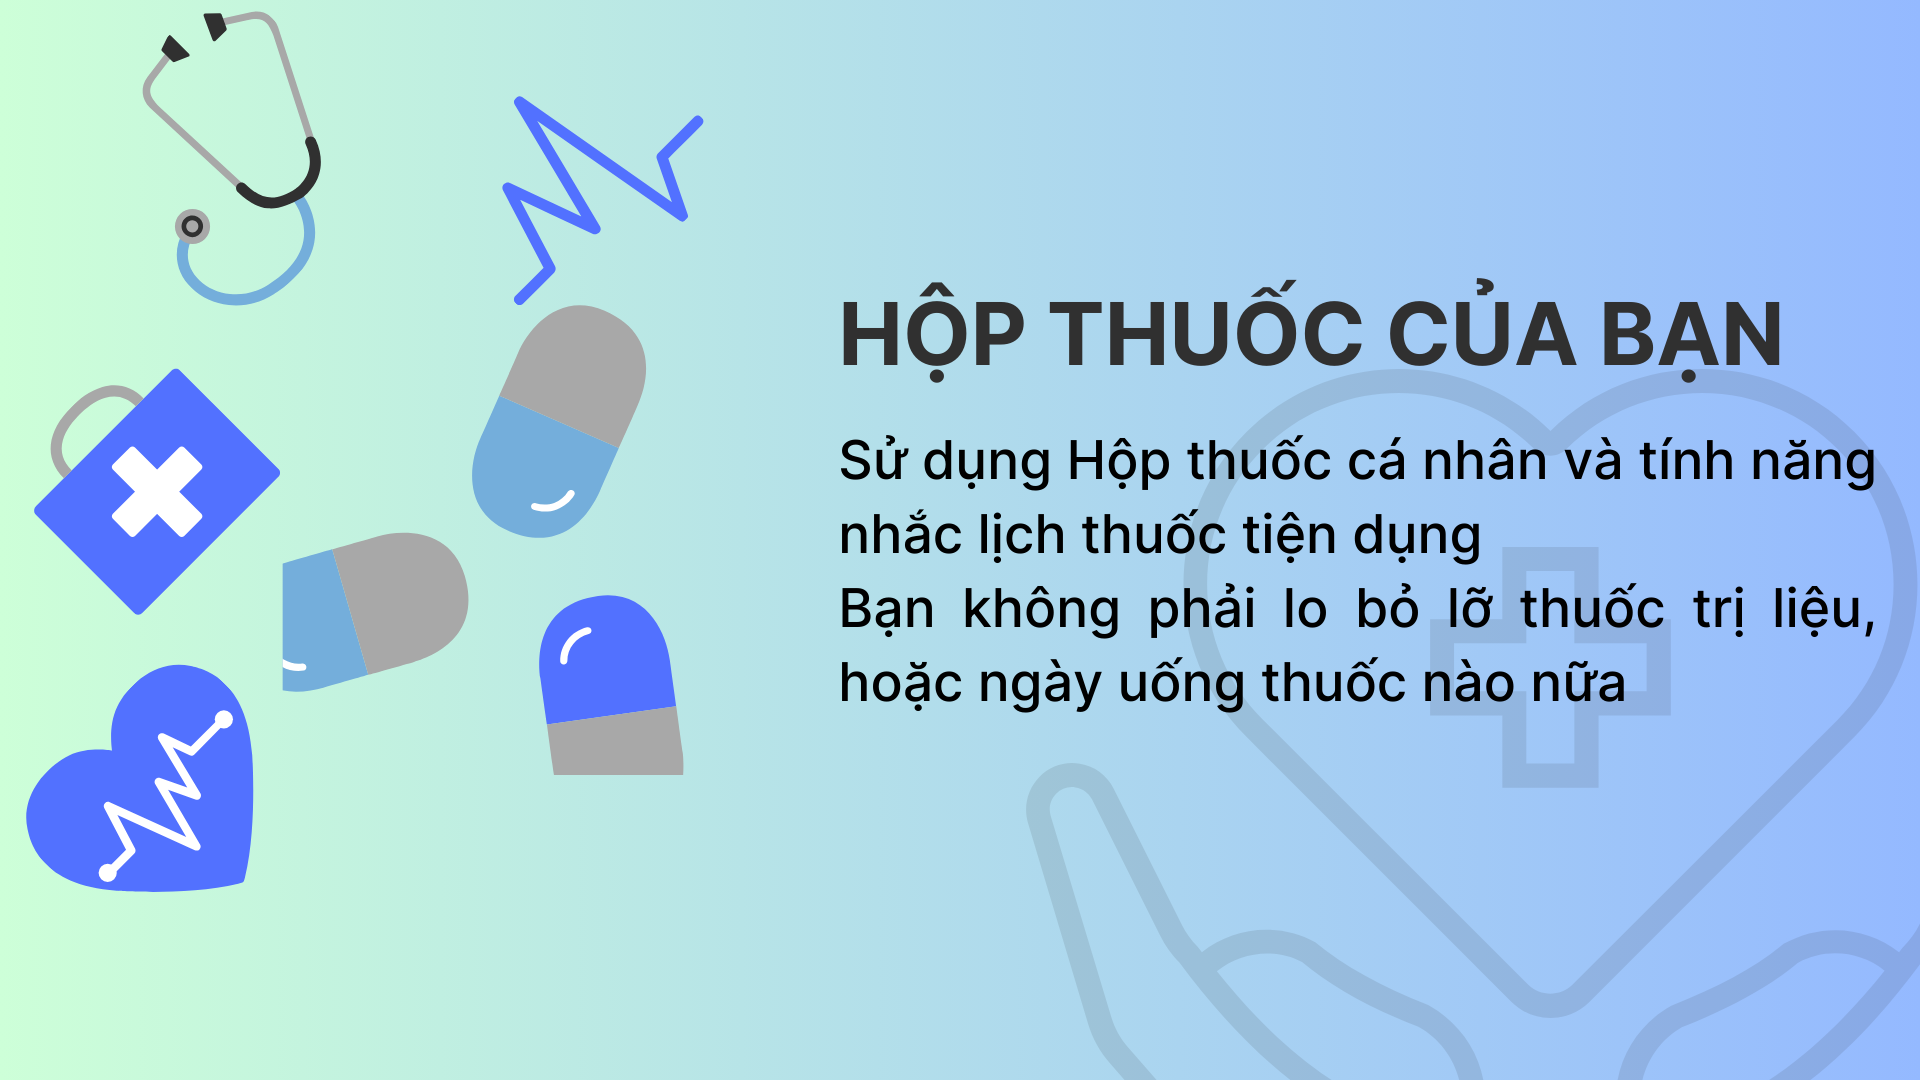 HỘP THUỐC CỦA BẠN
Sử dụng Hộp thuốc cá nhân và tính năng
nhắc lịch thuốc tiện dụng
Bạn không phải lo bỏ lỡ thuốc trị liệu,
hoặc ngày uống thuốc nào nữa